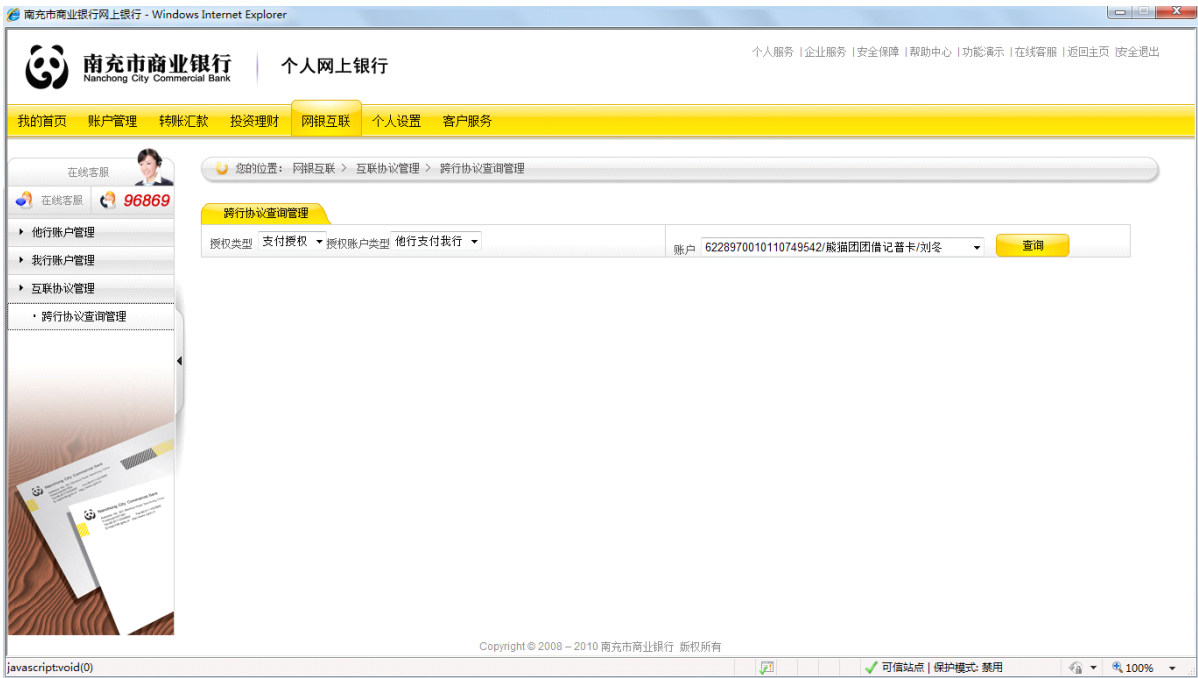 南充市商业银行网上银行 - Windows Internet Explorer
南充市商业银行
Nanchong City Commercial Bank
个人网上银行
个人服务 | 企业服务 | 安全保障 | 帮助中心 | 功能演示 | 在线客服 | 返回主页 | 安全退出
我的首页 账户管理 转账汇款 投资理财 网银互联 个人设置 客户服务
在线客服
在线客服 96869
您的位置: 网银互联 > 互联协议管理 > 跨行协议查询管理
他行账户管理
我行账户管理
互联协议管理
· 跨行协议查询管理
跨行协议查询管理
授权类型 支付授权 授权账户类型 他行支付我行 账户 6228970010110749542/熊猫团团借记普卡/刘冬 查询
Nanchong City Commerce Bank
Nanchong City Commerce Bank
Copyright © 2008 – 2010 南充市商业银行 版权所有
javascript:void(0)
可信站点 | 保护模式: 禁用
100%